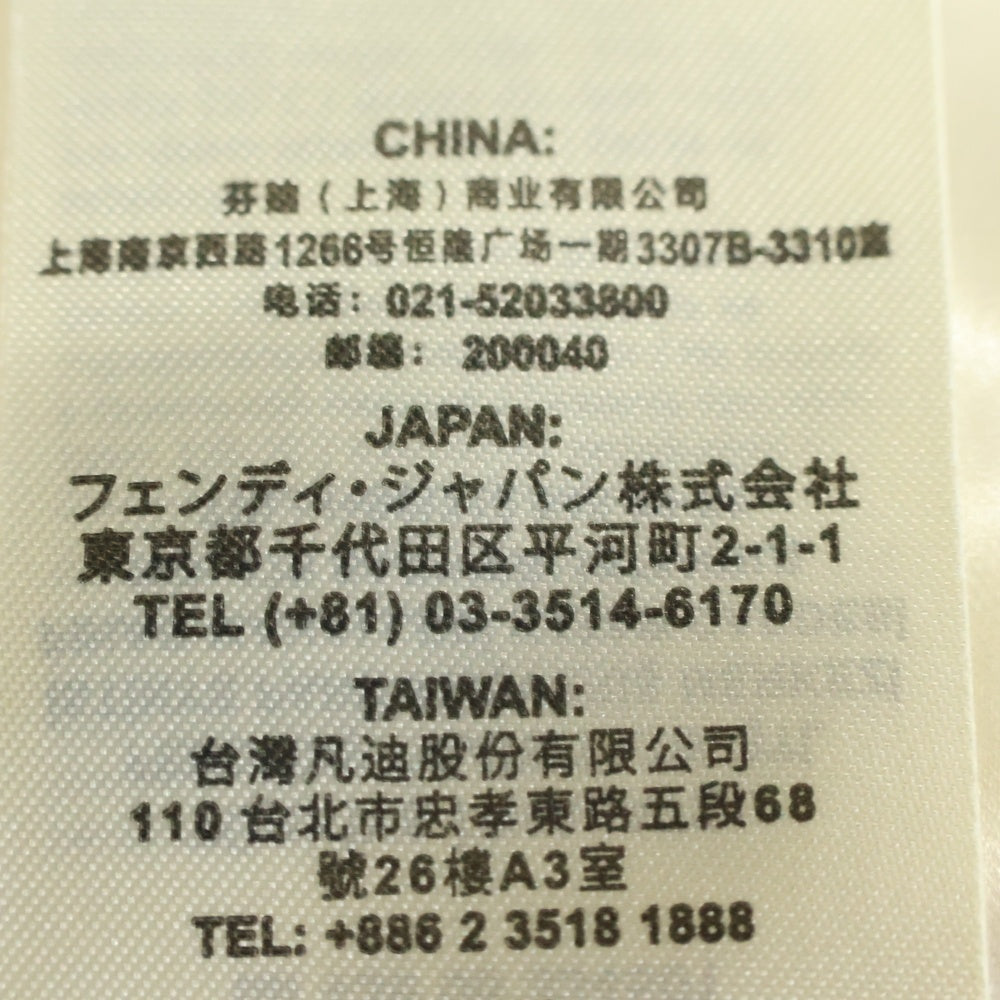 CHINA:
芬迪（上海）商业有限公司
上海南京西路1266号恒隆广场一期3307B-3310室
电话： 021-52033800
邮编： 200040
JAPAN:
フェンディ・ジャパン株式会社
東京都千代田区平河町2-1-1
TEL (+81) 03-3514-6170
TAIWAN:
台灣凡迪股份有限公司
110 台北市忠孝東路五段68
號26樓A3室
TEL: +886 2 3518 1888